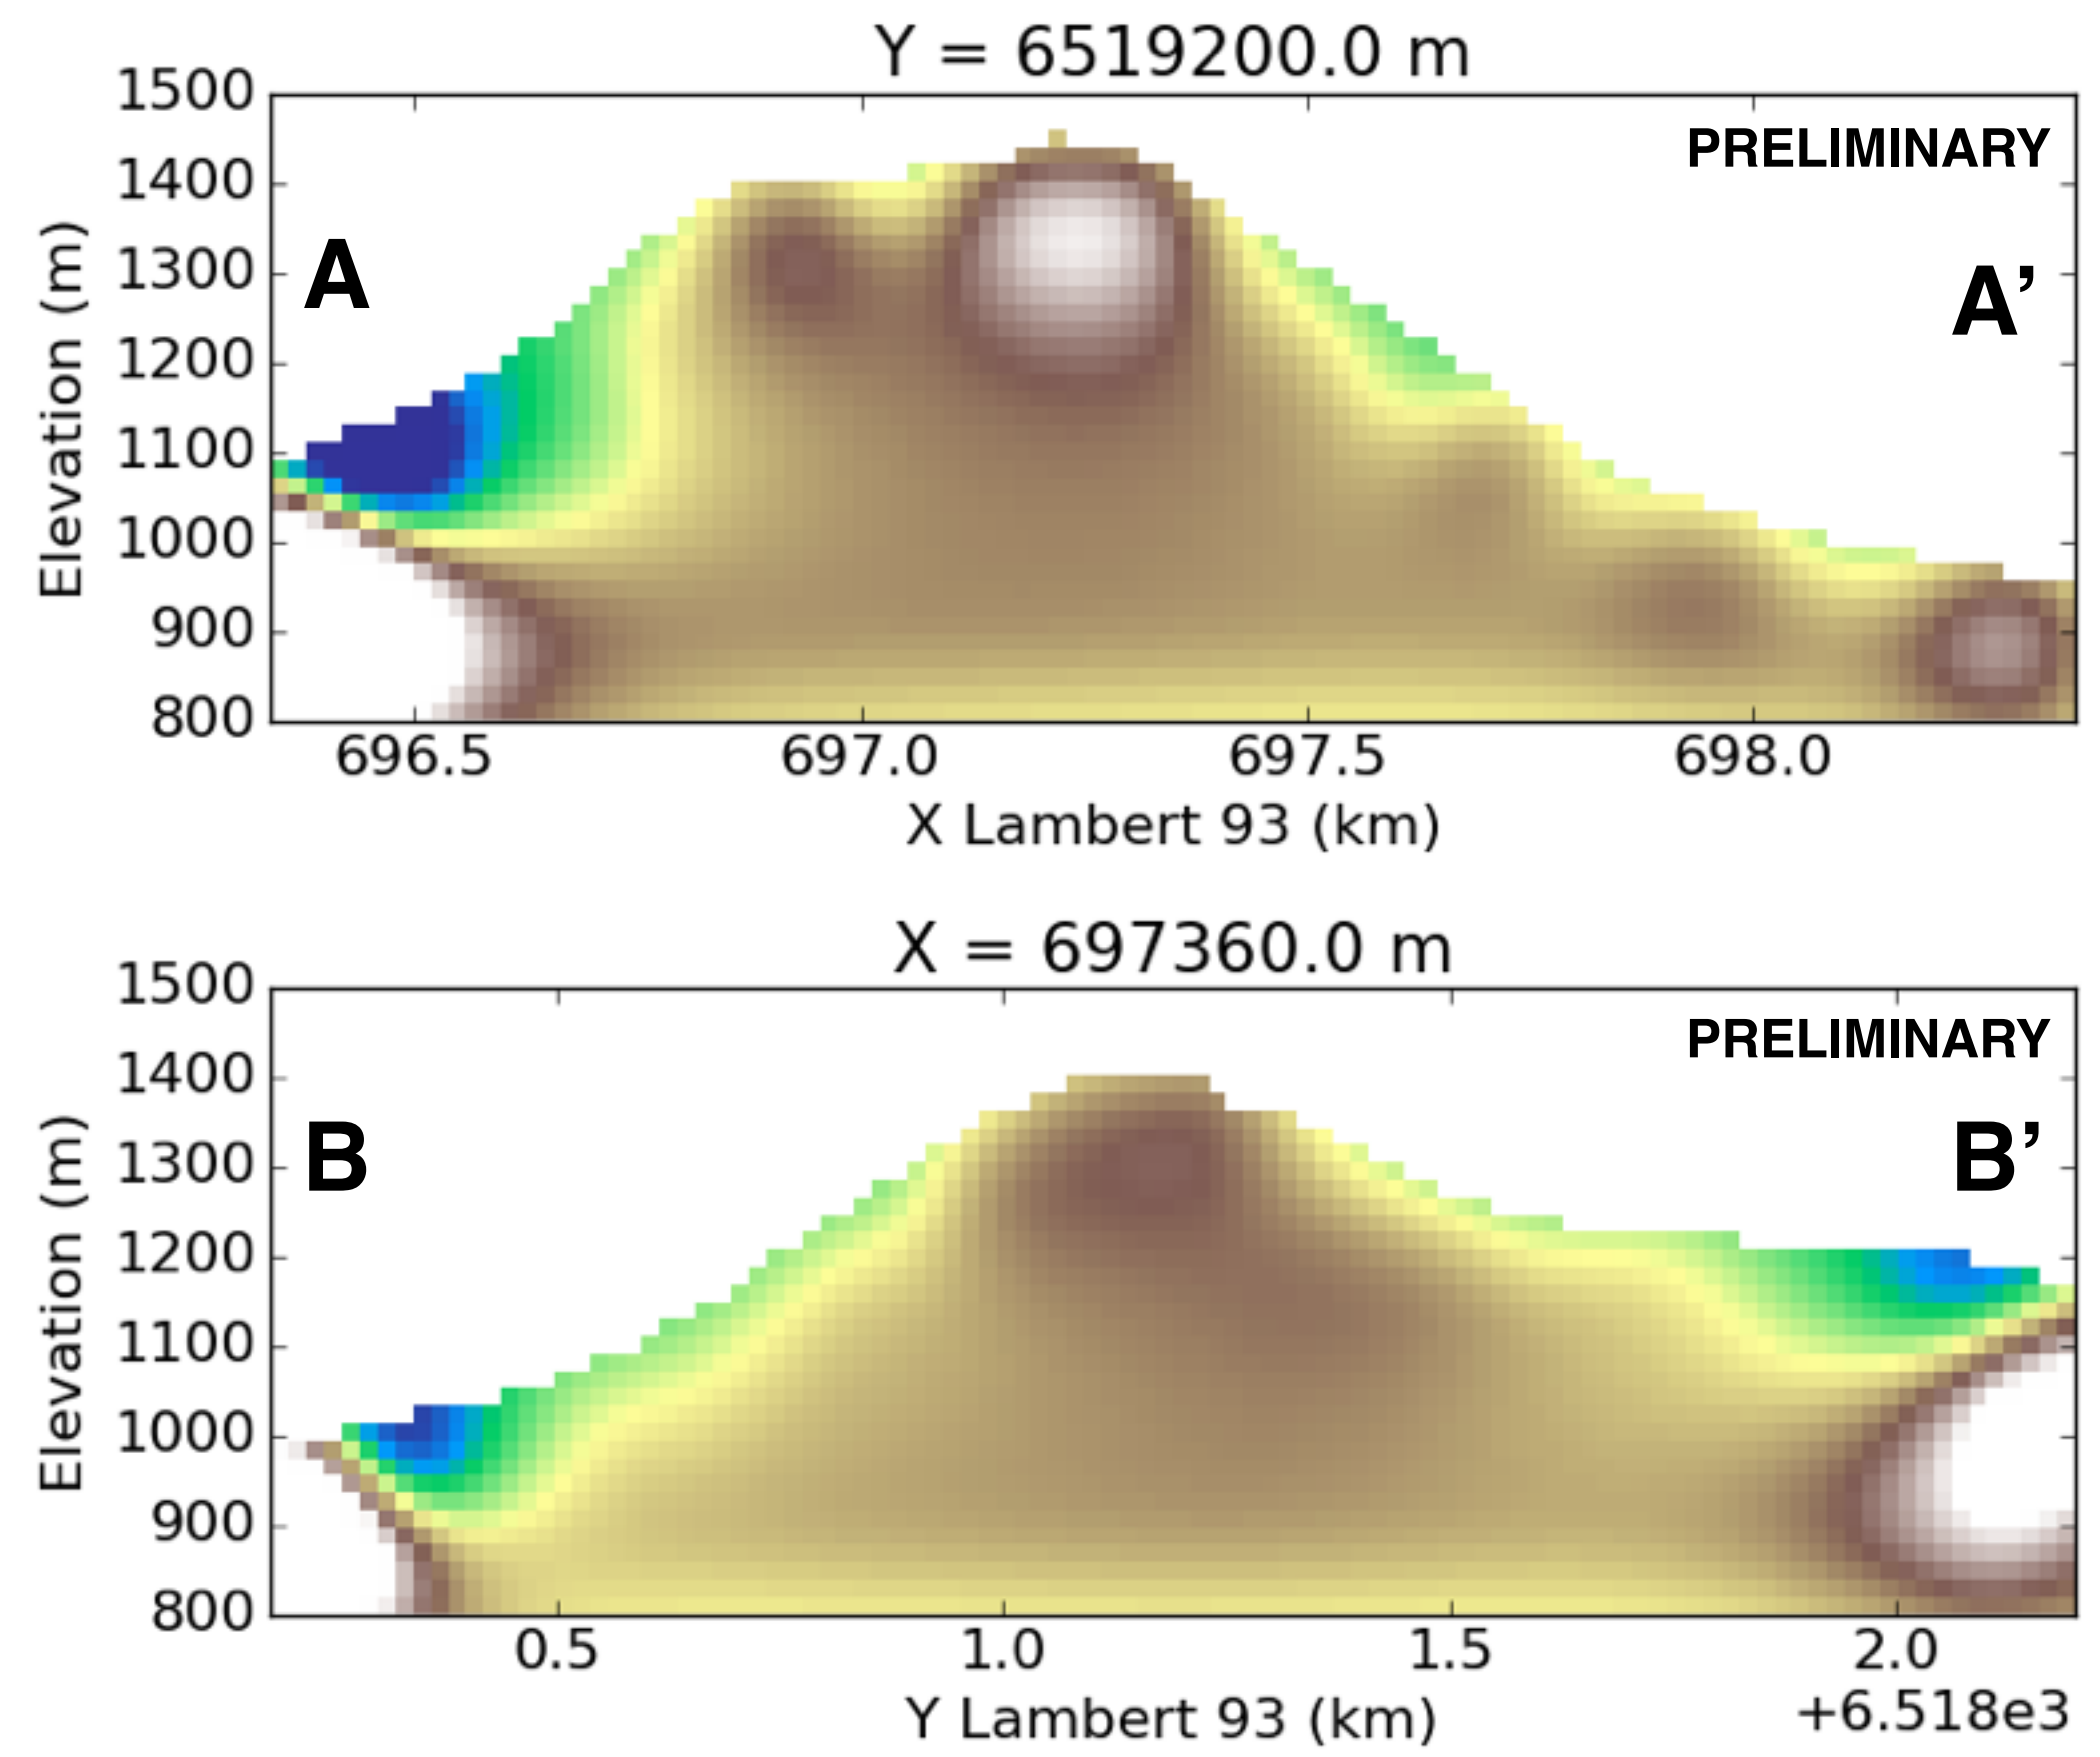 Y = 6519200.0 m
1500
PRELIMINARY
1400
A
1300
A’
1200
1100
1000
900
800
Elevation (m)
696.5 697.0 697.5 698.0
X Lambert 93 (km)
X = 697360.0 m
1500
PRELIMINARY
1400
B
1300
B’
1200
1100
1000
900
800
Elevation (m)
0.5 1.0 1.5 2.0
Y Lambert 93 (km)
+6.518e3